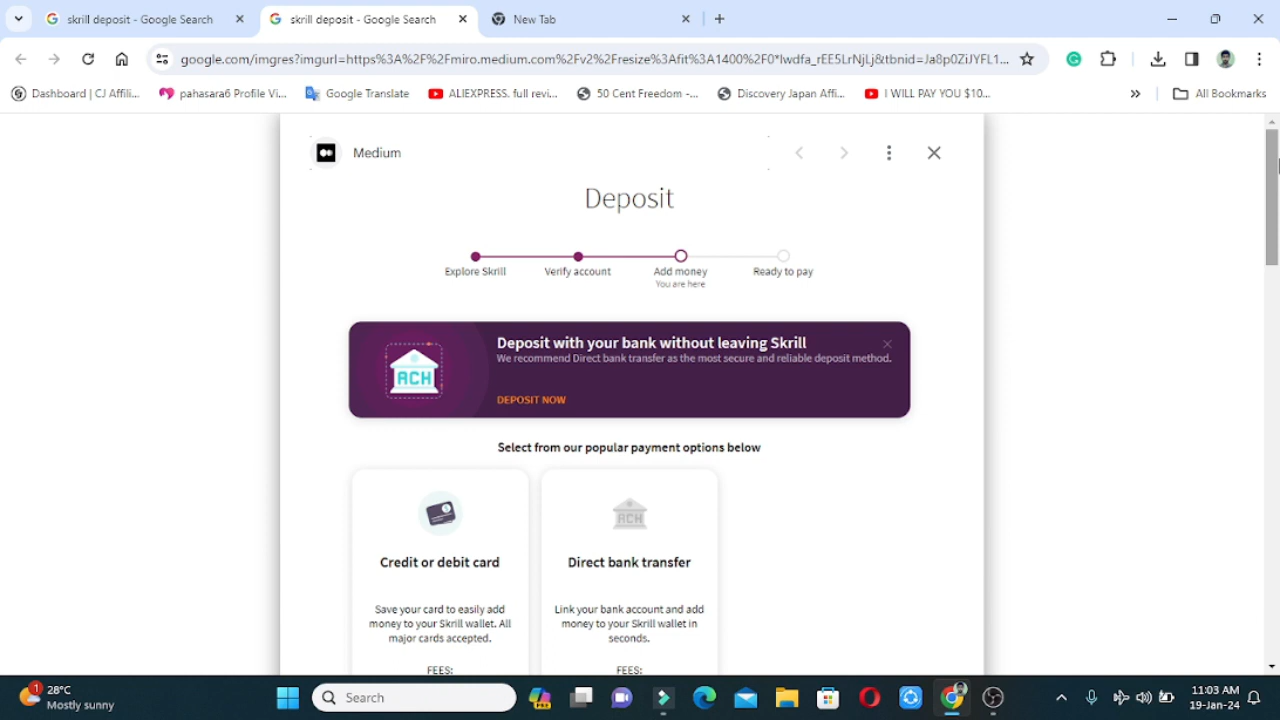 skrill deposit - Google Search
skrill deposit - Google Search
New Tab
google.com/imgres?imgurl=https%3A%2F%2Fmiro.medium.com%2Fv2%2Fresize%3Afit%3A1400%2F0*lwdfa_rEE5LrNjLj&tbnid=Ja8p0ZiJYFL1...
Dashboard | CJ Affili...
pahasara6 Profile Vi...
Google Translate
ALIEXPRESS. full revi...
50 Cent Freedom -...
Discovery Japan Affi...
I WILL PAY YOU $10...
All Bookmarks
Medium
Deposit
Explore Skrill
Verify account
Add money
You are here
Ready to pay
ACH
Deposit with your bank without leaving Skrill
We recommend Direct bank transfer as the most secure and reliable deposit method.
DEPOSIT NOW
Select from our popular payment options below
Credit or debit card
Save your card to easily add
money to your Skrill wallet. All
major cards accepted.
FEES:
ACH
Direct bank transfer
Link your bank account and add
money to your Skrill wallet in
seconds.
FEES:
1
28°C
Mostly sunny
Search
11:03 AM
19-Jan-24